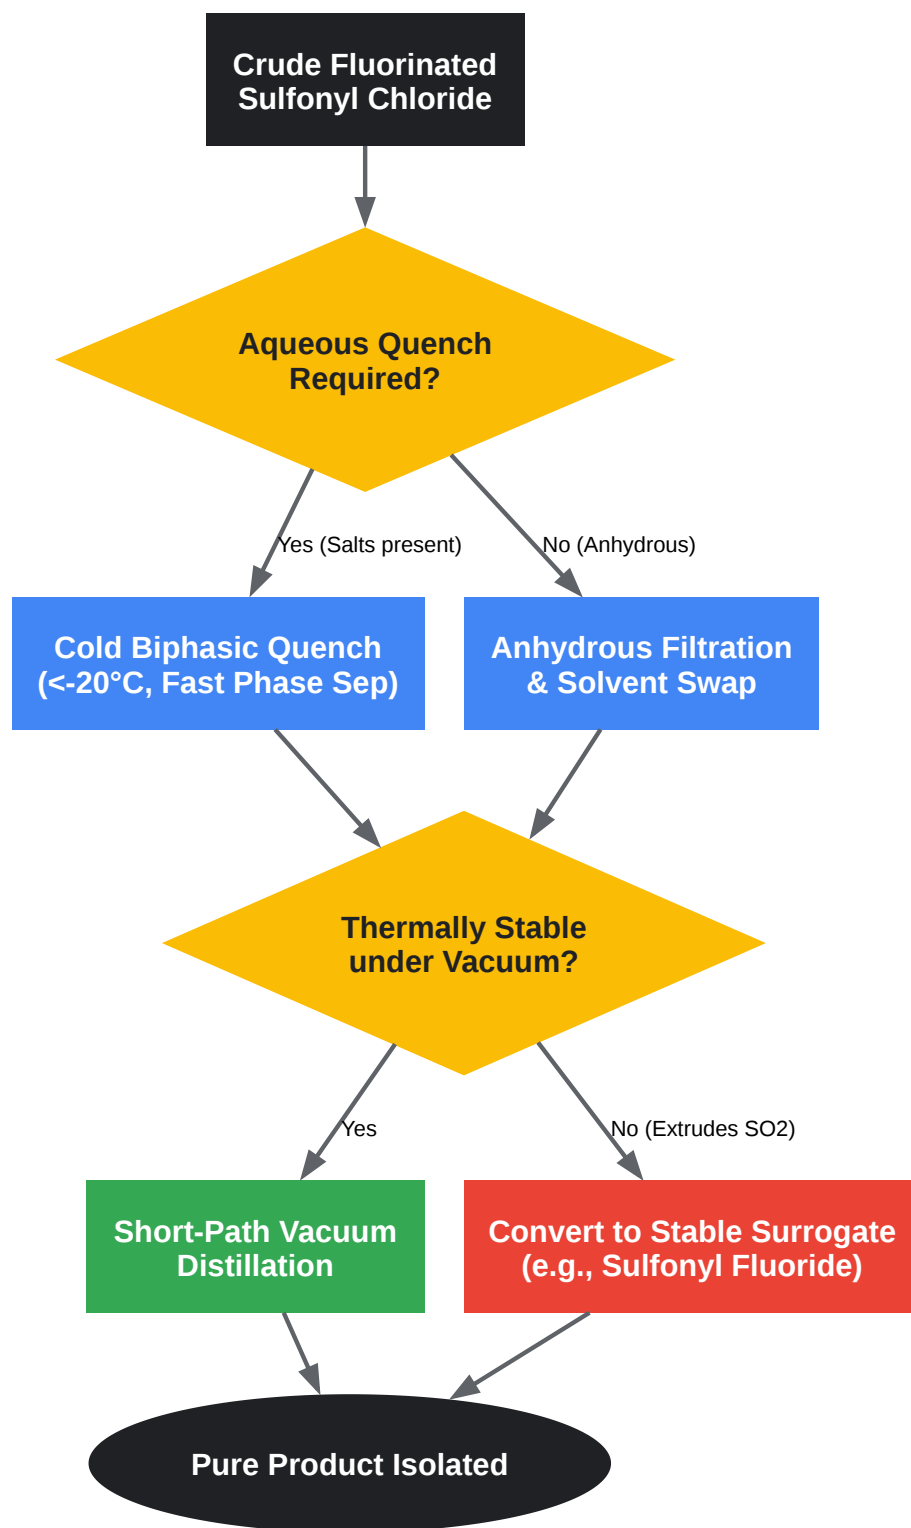 Crude Fluorinated
Sulfonyl Chloride
Aqueous Quench
Required?
Yes (Salts present)
No (Anhydrous)
Cold Biphasic Quench
(<-20°C, Fast Phase Sep)
Anhydrous Filtration
& Solvent Swap
Thermally Stable
under Vacuum?
Yes
No (Extrudes SO2)
Short-Path Vacuum
Distillation
Convert to Stable Surrogate
(e.g., Sulfonyl Fluoride)
Pure Product Isolated